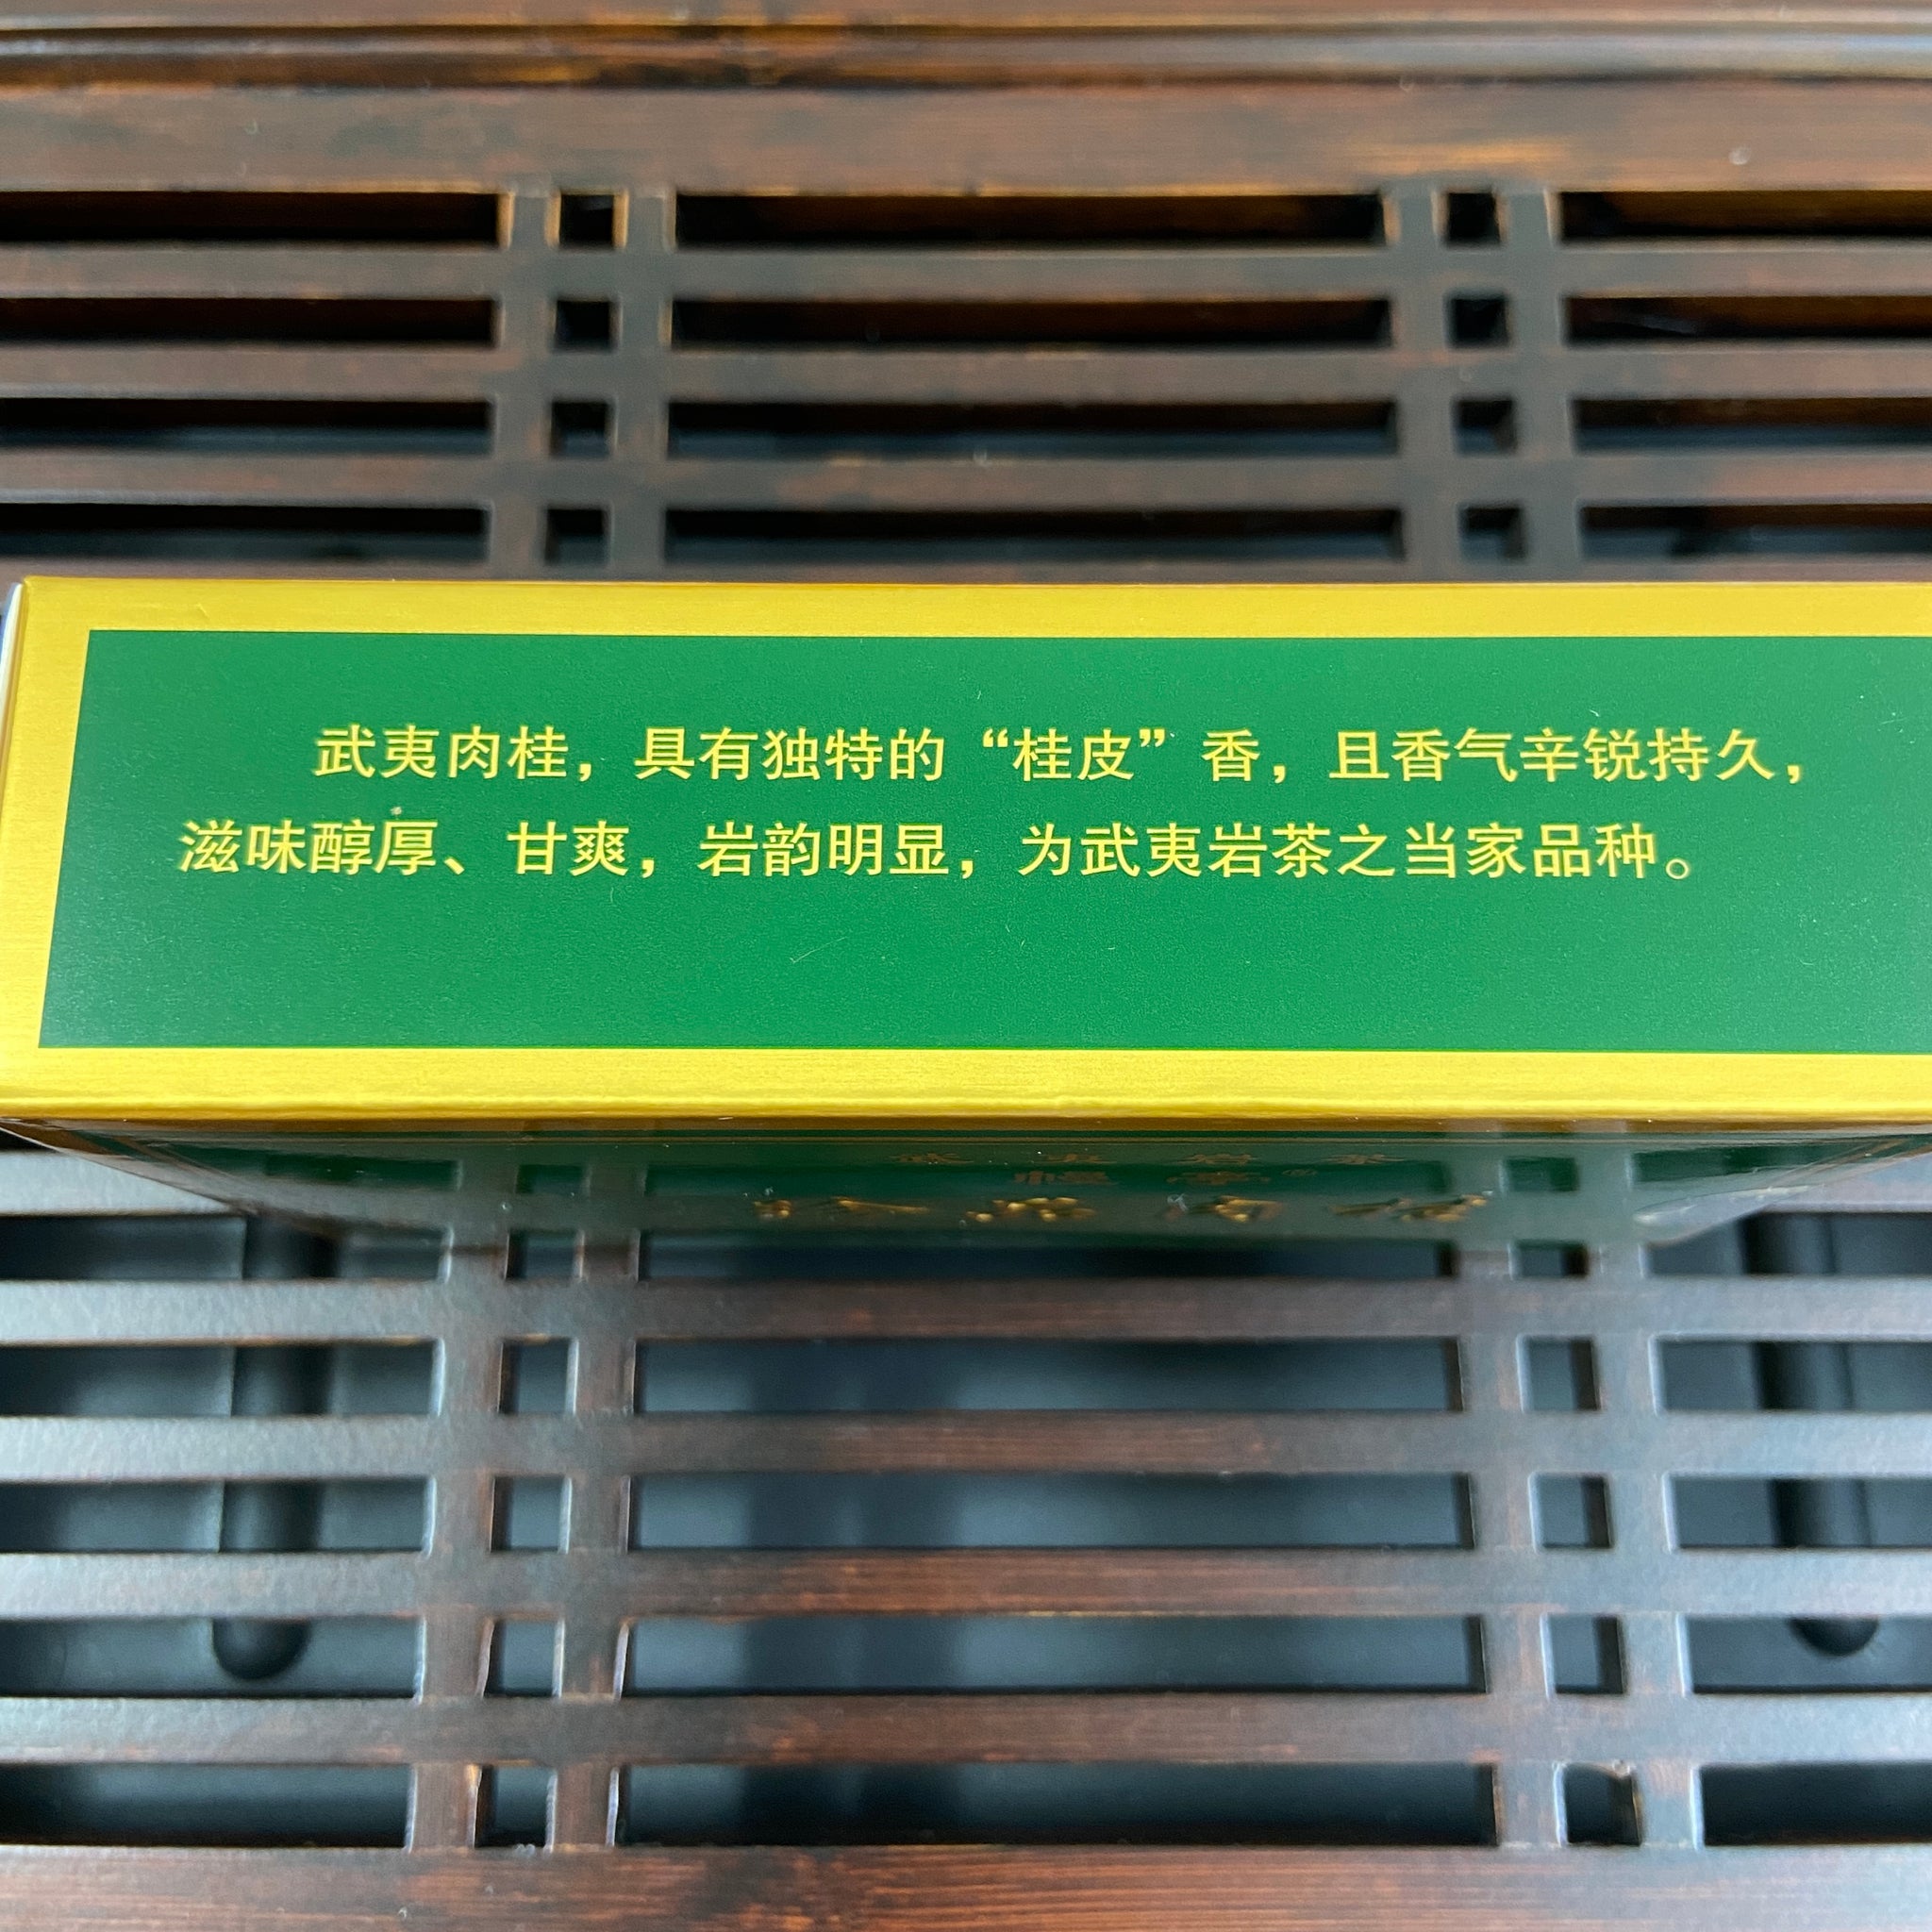 武夷肉桂，具有独特的“桂皮”香，且香气辛锐持久，
滋味醇厚、甘爽，岩韵明显，为武夷岩茶之当家品种。